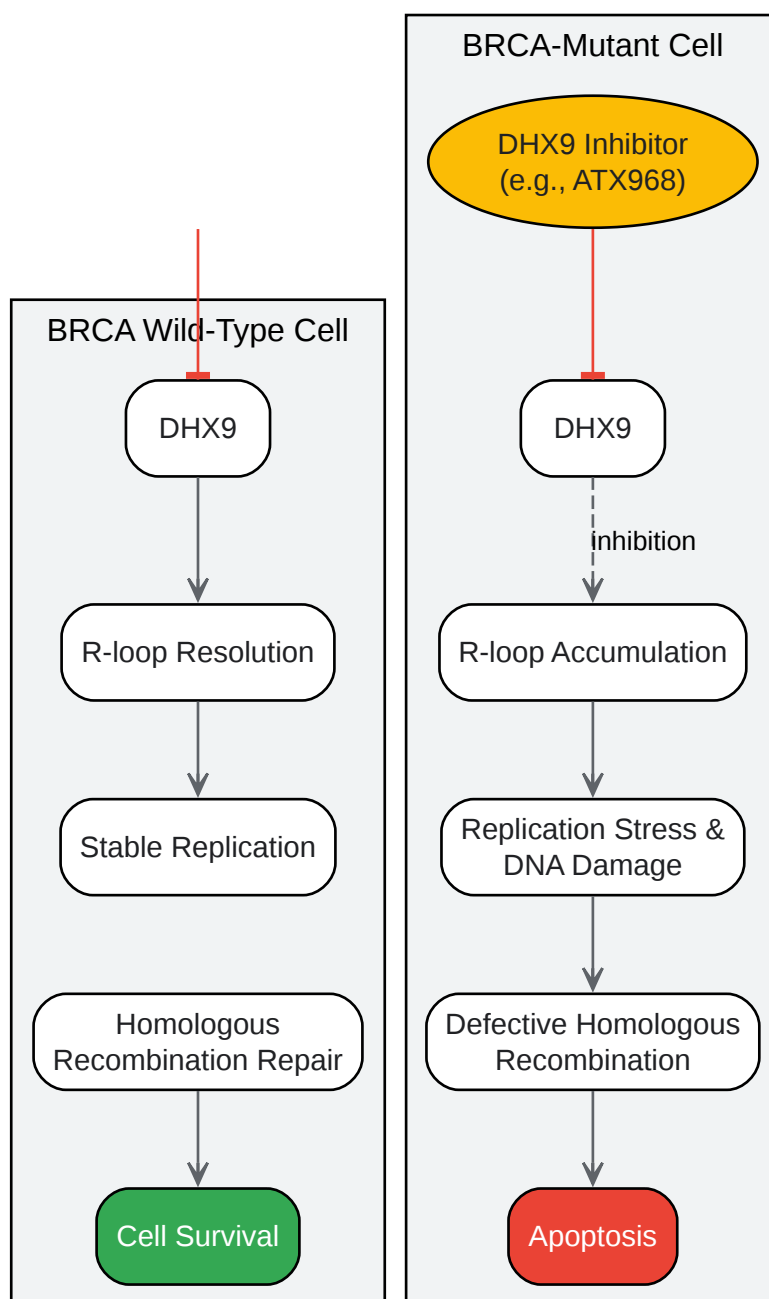 BRCA Wild-Type Cell
DHX9
R-loop Resolution
Stable Replication
Homologous
Recombination Repair
Cell Survival
BRCA-Mutant Cell
DHX9 Inhibitor
(e.g., ATX968)
DHX9
inhibition
R-loop Accumulation
Replication Stress &
DNA Damage
Defective Homologous
Recombination
Apoptosis